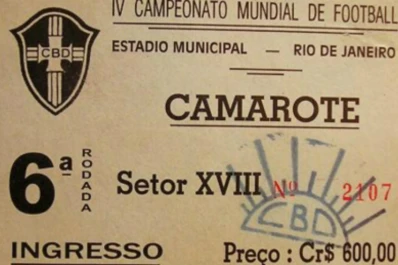 IV CAMPEONATO MUNDIAL DE FOOTBALL
CBD
ESTADIO MUNICIPAL — RIO DE JANEIRO
CAMAROTE
6ª RODADA
Setor XVIII Nº 2107
CBD
INGRESSO Preço : Cr$ 600,00